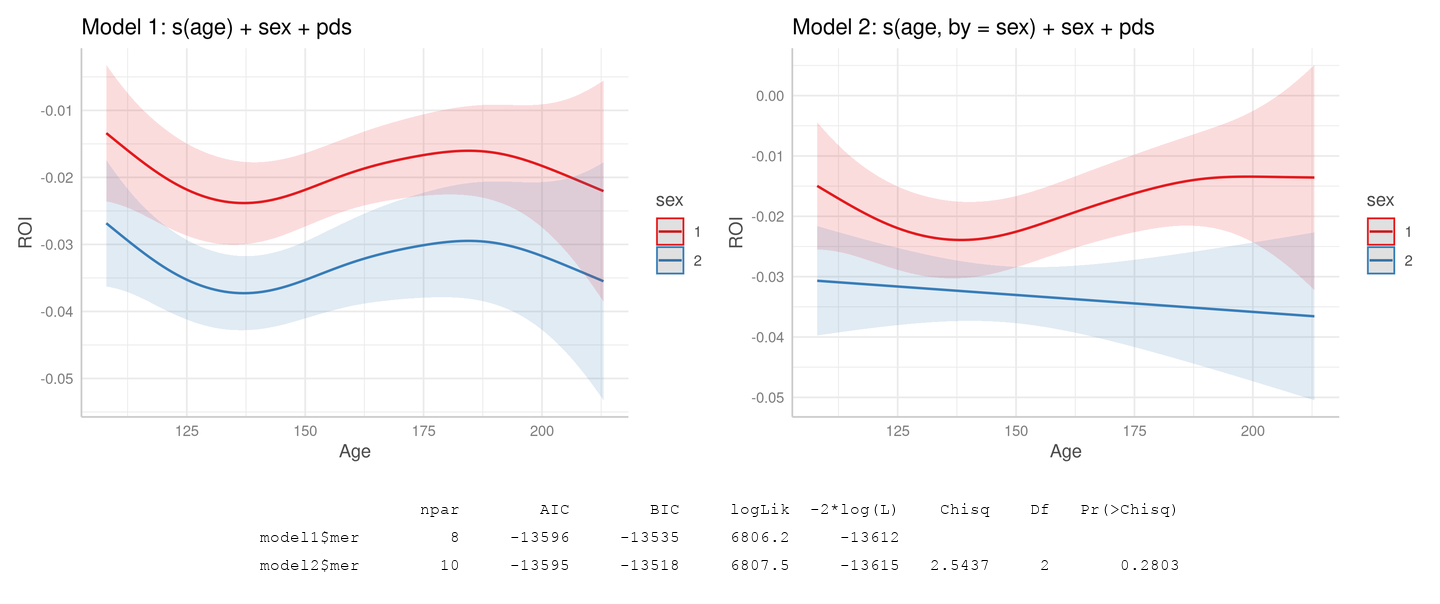 Model 1: s(age) + sex + pds
-0.01
-0.02
-0.03
-0.04
-0.05
ROI
125 150 175 200
Age
sex
1
2
Model 2: s(age, by = sex) + sex + pds
0.00
-0.01
-0.02
-0.03
-0.04
-0.05
ROI
125 150 175 200
Age
sex
1
2
npar AIC BIC logLik -2*log(L) Chisq Df Pr(>Chisq)
model1$mer 8 -13596 -13535 6806.2 -13612
model2$mer 10 -13595 -13518 6807.5 -13615 2.5437 2 0.2803